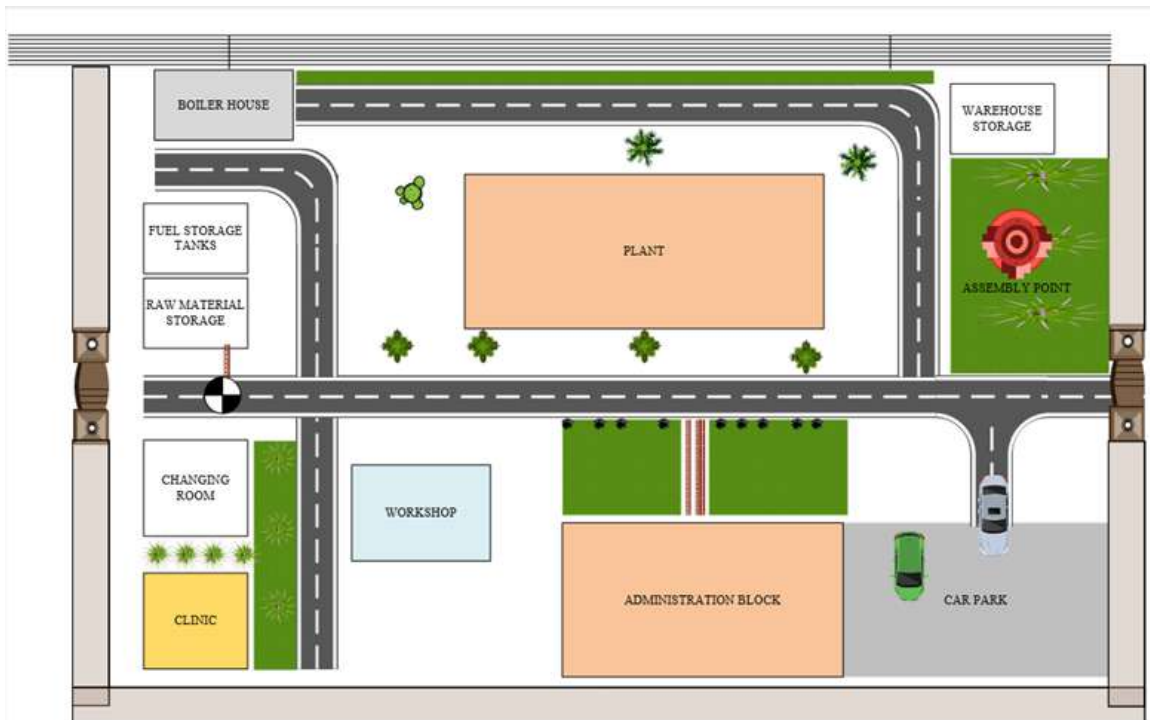 BOILER HOUSE
WAREHOUSE
STORAGE
FUEL STORAGE
TANKS
PLANT
ASSEMBLY POINT
RAW MATERIAL
STORAGE
CHANGING
ROOM
WORKSHOP
CLINIC
ADMINISTRATION BLOCK
CAR PARK